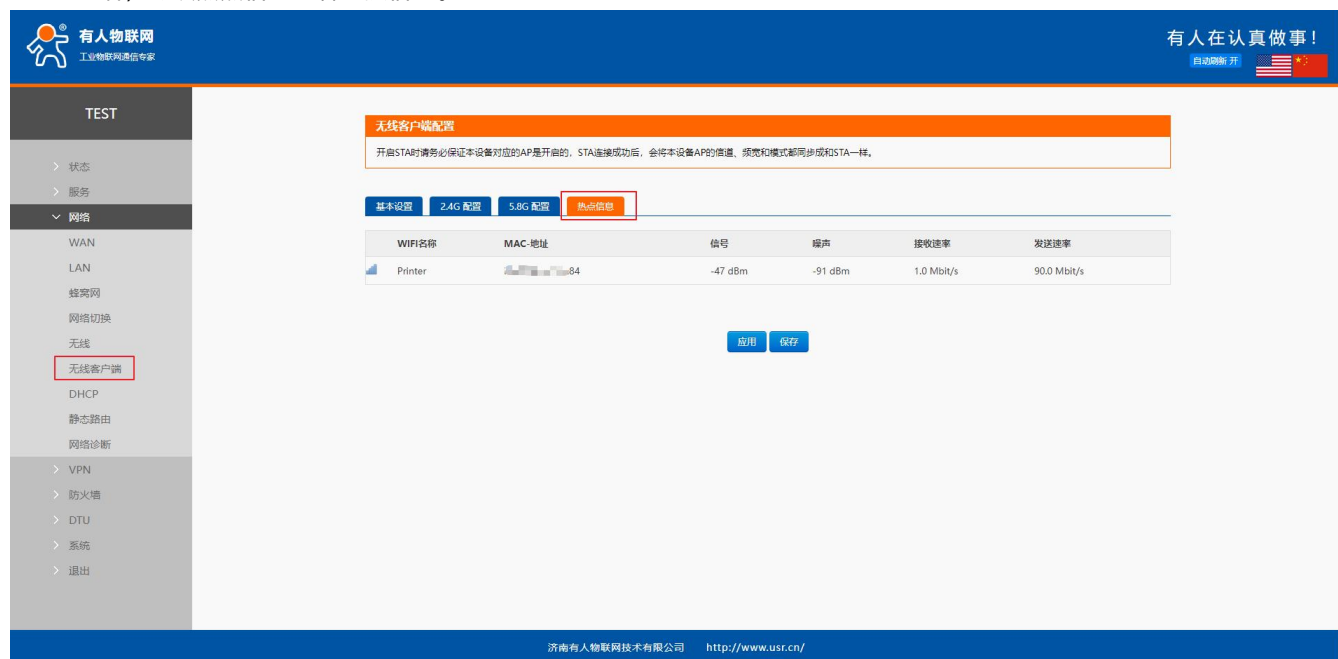 有人物联网
工业物联网通信专家
有人在认真做事!
自动刷新 开
TEST
状态
服务
网络
WAN
LAN
蜂窝网
网络切换
无线
无线客户端
DHCP
静态路由
网络诊断
VPN
防火墙
DTU
系统
退出
无线客户端配置
开启STA时请务必保证本设备对应的AP是开启的,STA连接成功后,会将本设备AP的信道、频宽和模式都同步成和STA一样。
基本设置 2.4G 配置 5.8G 配置 热点信息
WIFI名称 MAC-地址 信号 噪声 接收速率 发送速率
Printer 84 -47 dBm -91 dBm 1.0 Mbit/s 90.0 Mbit/s
应用 保存
济南有人物联网技术有限公司 http://www.usr.cn/